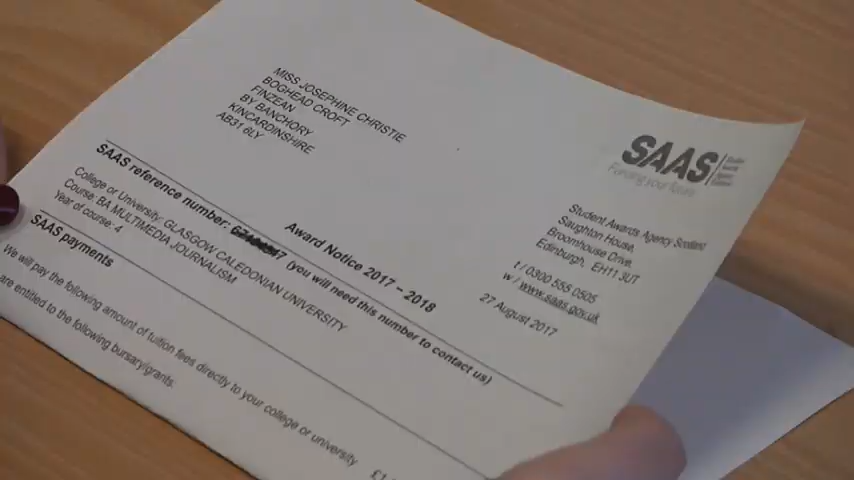 MISS JOSEPHINE CHRISTIE
BOGHEAD CROFT
FINZEAN
BY BANCHORY
KINCARDINSHIRE
AB31 6LY
SAAS
Funding your future
Student Awards Agency Scotland
Saughton House,
Broomhouse Drive,
Edinburgh, EH11 3UT
t / 0300 555 0505
w / www.saas.gov.uk
27 August 2017
Award Notice 2017 – 2018
SAAS reference number: (you will need this number to contact us)
College or University: GLASGOW CALEDONIAN UNIVERSITY
Course: BA MULTIMEDIA JOURNALISM
Year of course: 4
SAAS payments
We will pay the following amount of tuition fees directly to your college or university
are entitled to the following bursary/grants.